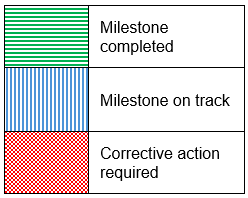 Milestone
completed
Milestone on track
Corrective action
required